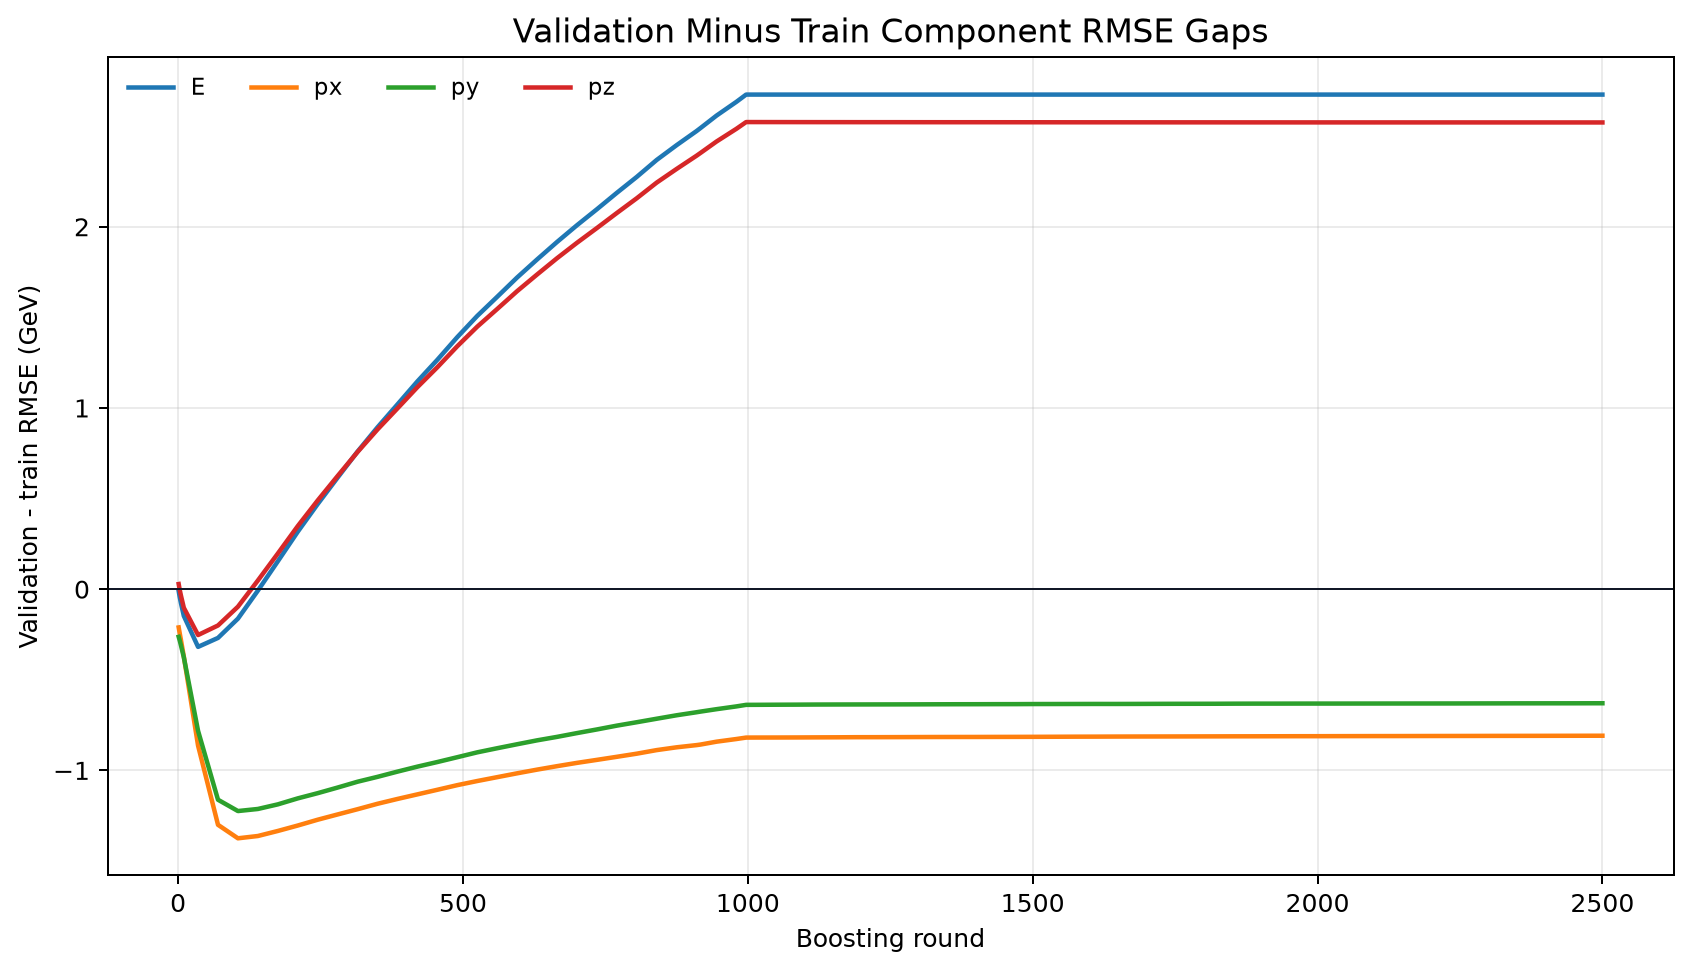 Validation Minus Train Component RMSE Gaps
E px py pz
Validation - train RMSE (GeV)
2
1
0
−1
0 500 1000 1500 2000 2500
Boosting round